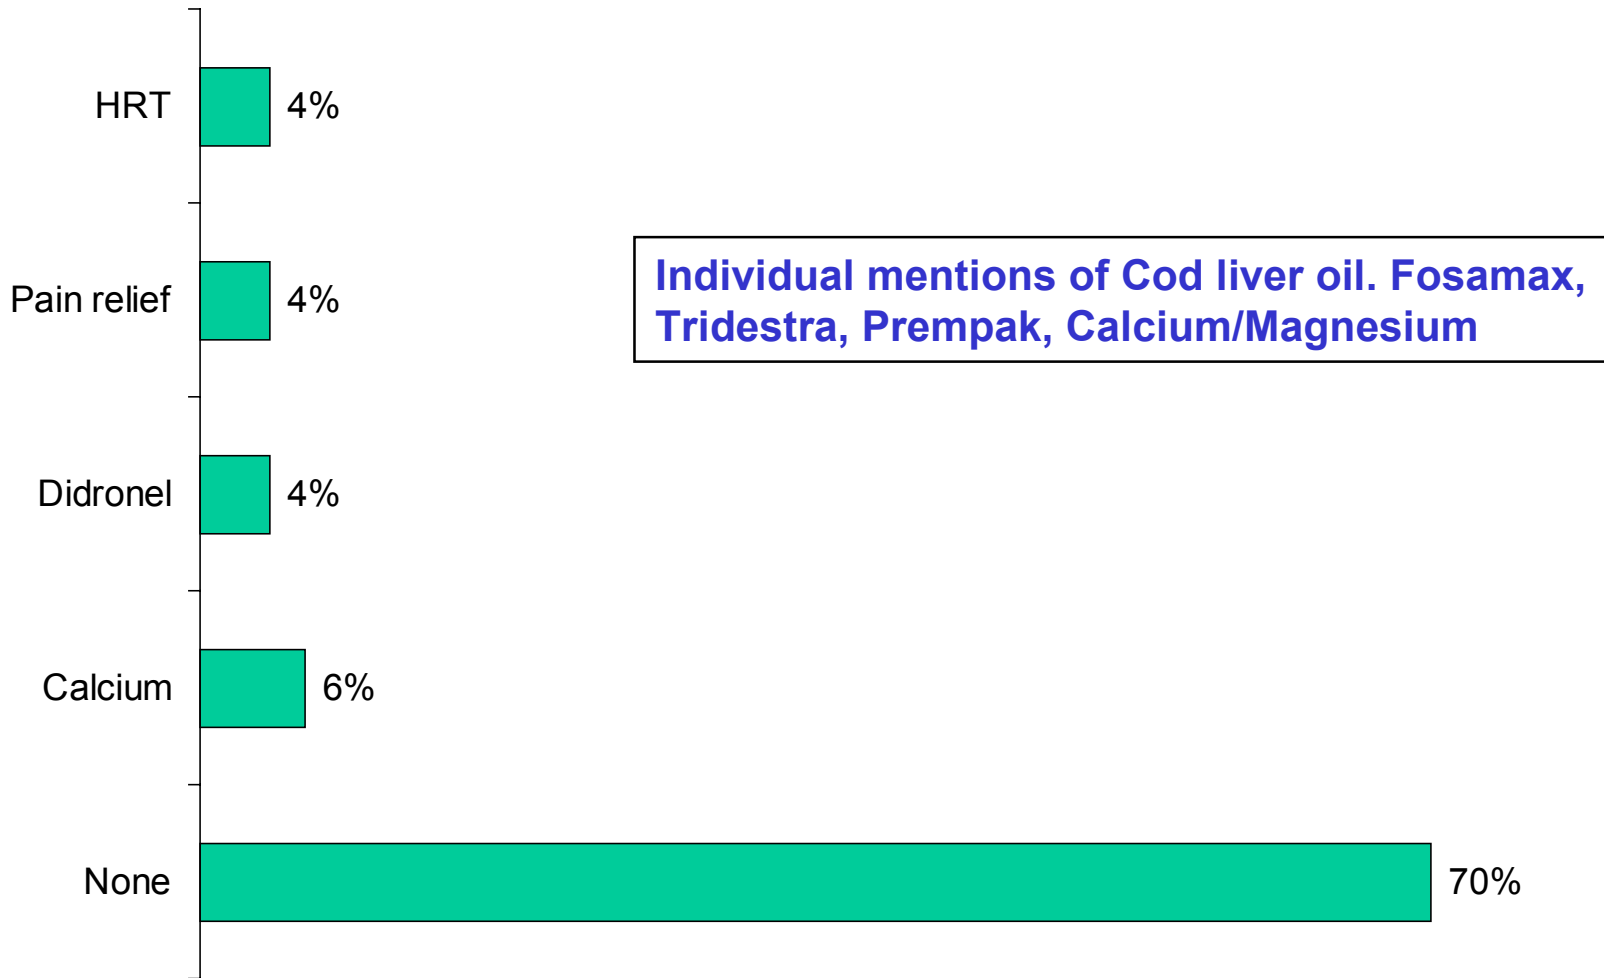 HRT 4%
Individual mentions of Cod liver oil. Fosamax,
Tridestra, Prempak, Calcium/Magnesium
Pain relief 4%
Didronel 4%
Calcium 6%
None 70%